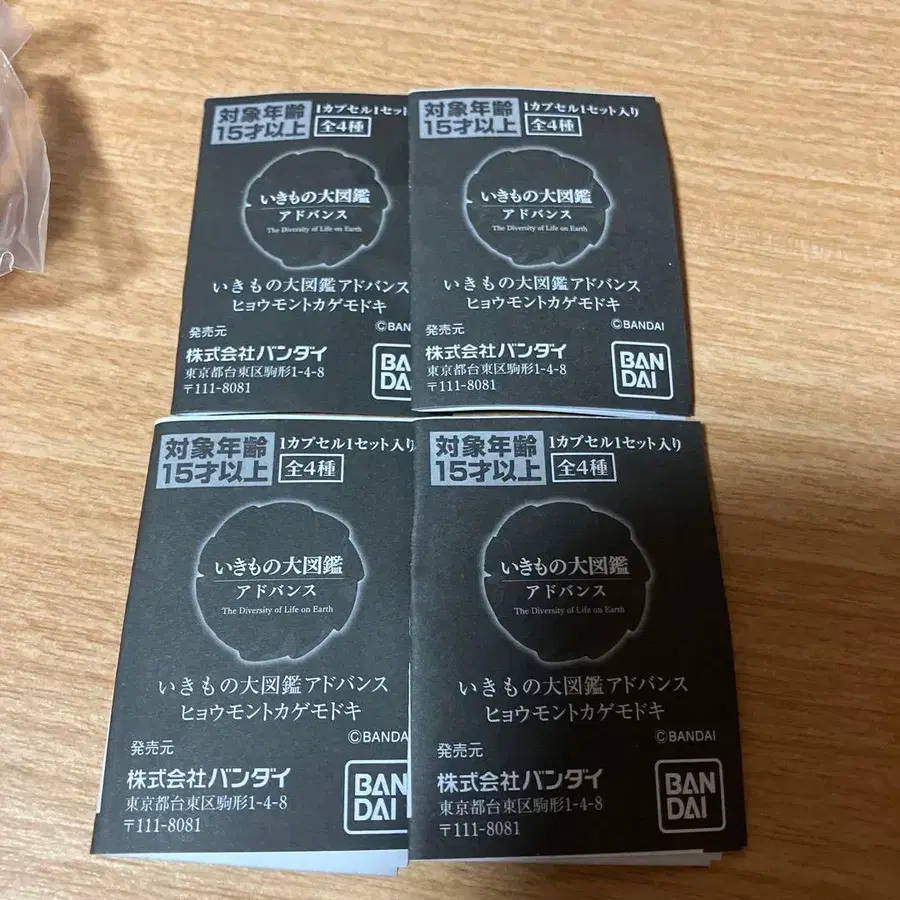 対象年齢
15才以上
1カプセル1セット
全4種
いきもの大図鑑
アドバンス
The Diversity of Life on Earth
いきもの大図鑑アドバンス
ヒョウモントカゲモドキ
©BAN
発売元
株式会社バンダイ
東京都台東区駒形1-4-8
〒111-8081
BAN
DAI
対象年齢
15才以上
1カプセル1セット入り
全4種
いきもの大図鑑
アドバンス
The Diversity of Life on Earth
いきもの大図鑑アドバンス
ヒョウモントカゲモドキ
©BANDAI
発売元
株式会社バンダイ
東京都台東区駒形1-4-8
〒111-8081
BAN
DAI
対象年齢
15才以上
1カプセル1セット入り
全4種
いきもの大図鑑
アドバンス
The Diversity of Life on Earth
いきもの大図鑑アドバンス
ヒョウモントカゲモドキ
©BANDAI
発売元
株式会社バンダイ
東京都台東区駒形1-4-8
〒111-8081
BAN
DAI
対象年齢
15才以上
1カプセル1セット入り
全4種
いきもの大図鑑
アドバンス
The Diversity of Life on Earth
いきもの大図鑑アドバンス
ヒョウモントカゲモドキ
©BANDAI
発売元
株式会社バンダイ
東京都台東区駒形1-4-8
〒111-8081
BAN
DAI